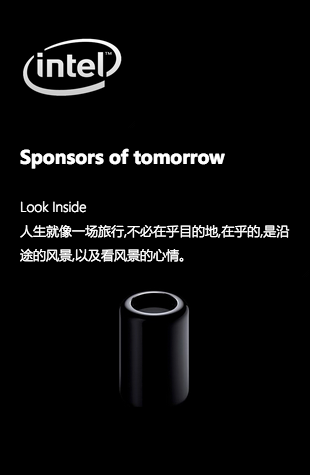 intel™
Sponsors of tomorrow
Look Inside
人生就像一场旅行,不必在乎目的地,在乎的,是沿
途的风景,以及看风景的心情。